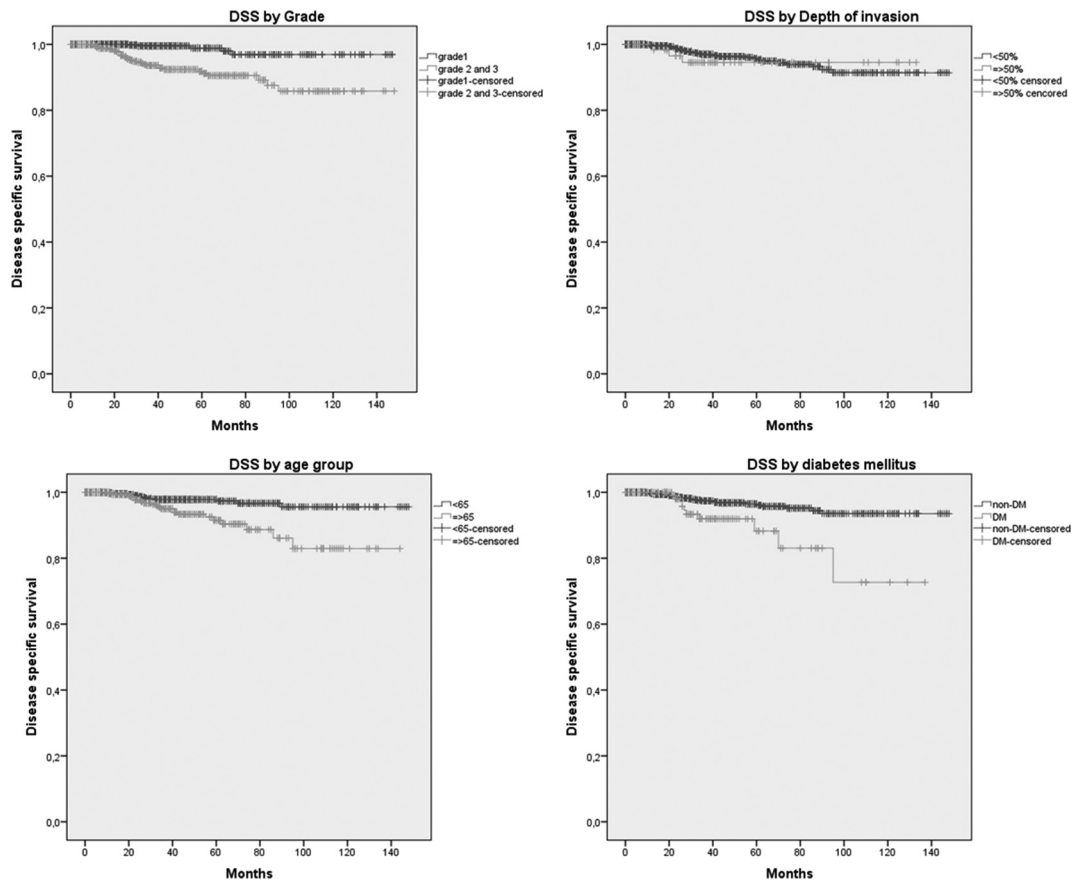 DSS by Grade
1,0
0,8
0,6
0,4
0,2
0,0
Disease specific survival
0 20 40 60 80 100 120 140
Months
grade1
grade 2 and 3
grade1-censored
grade 2 and 3-censored
DSS by Depth of invasion
1,0
0,8
0,6
0,4
0,2
0,0
Disease specific survival
0 20 40 60 80 100 120 140
Months
<50%
=>50%
<50% censored
=>50% cencored
DSS by age group
1,0
0,8
0,6
0,4
0,2
0,0
Disease specific survival
0 20 40 60 80 100 120 140
Months
<65
=>65
<65-censored
=>65-censored
DSS by diabetes mellitus
1,0
0,8
0,6
0,4
0,2
0,0
Disease specific survival
0 20 40 60 80 100 120 140
Months
non-DM
DM
non-DM-censored
DM-censored